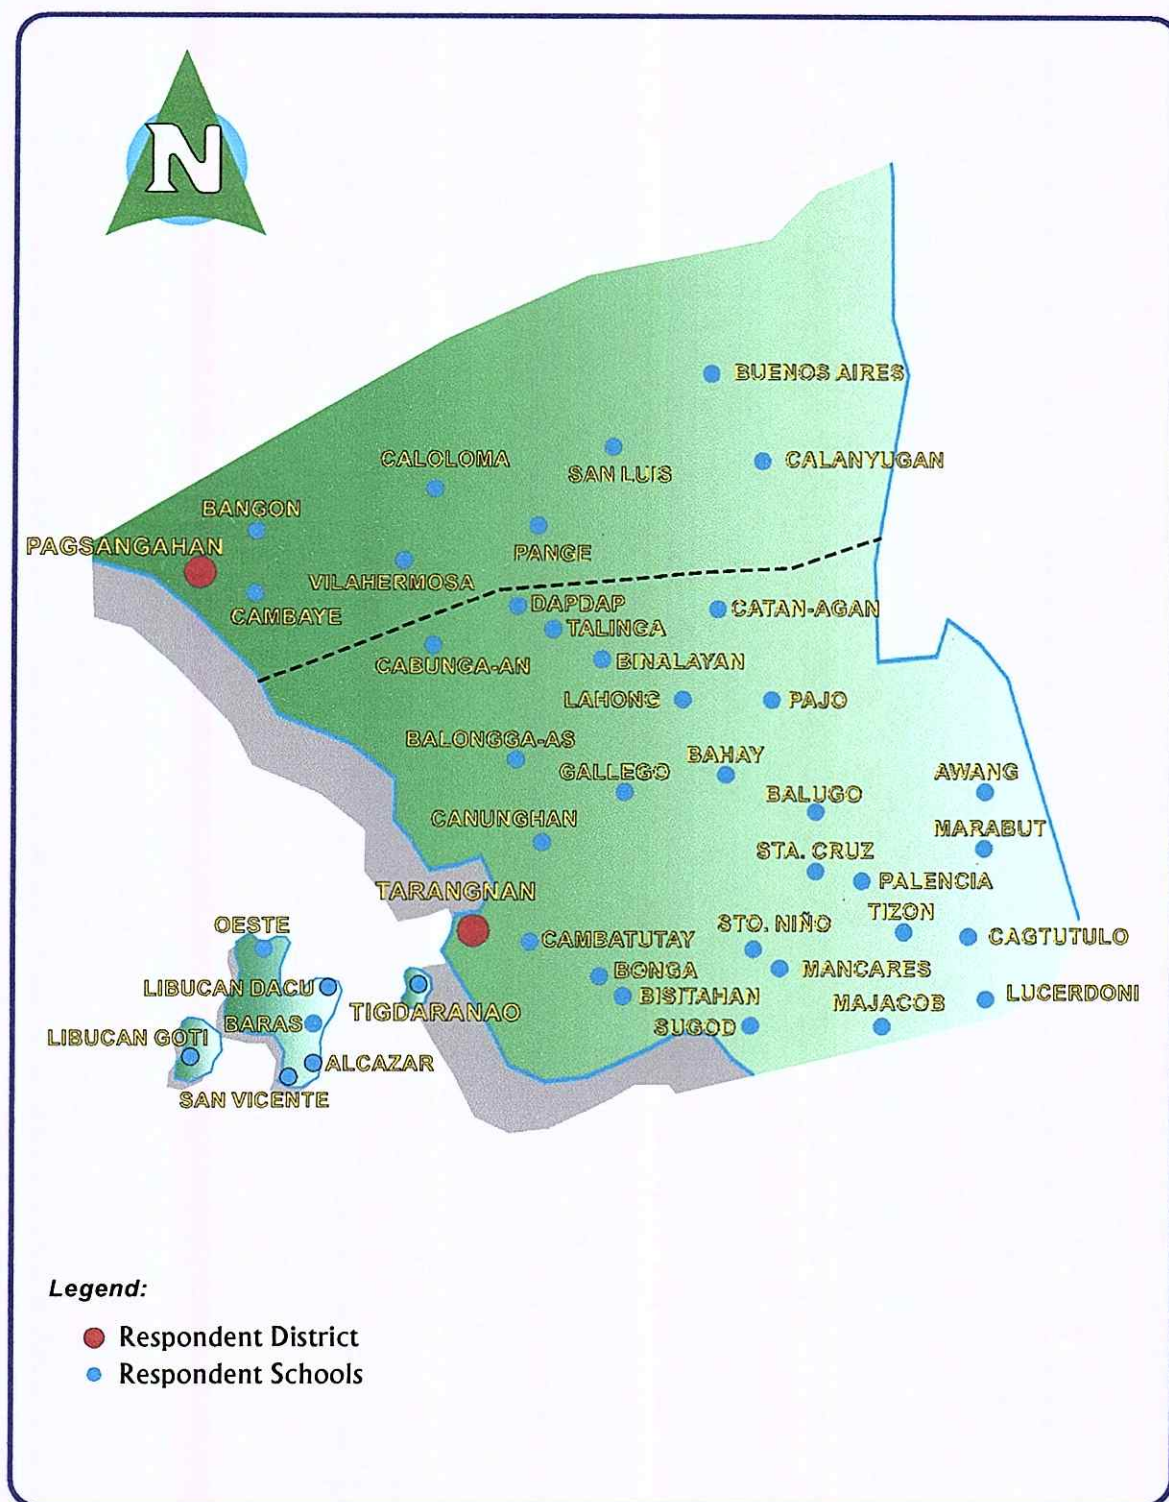 N
BUENOS AIRES
CALOLOMA
SAN LUIS
CALANYUGAN
BANGON
PAGSANGAHAN
PANGE
VILAHERMOSA
CAMBAYE
DAPDAP
CATAN-AGAN
TALINGA
CABUNGA-AN
BINALAYAN
LAHONG
PAJO
BALONGGA-AS
BAHAY
GALLEGO
AWANG
BALUGO
CANUNGHAN
MARABUT
STA. CRUZ
TARANGNAN
PALENCIA
TIZON
OESTE
STO. NIÑO
CAMBATUTAY
CAGTUTULO
BONGA
MANCARES
LIBUCAN DACU
BISITAHAN
LUCERDONI
MAJACOB
TIGDARANAO
BARAS
SUGOD
LIBUCAN GOTI
ALCAZAR
SAN VICENTE
Legend:
Respondent District
Respondent Schools